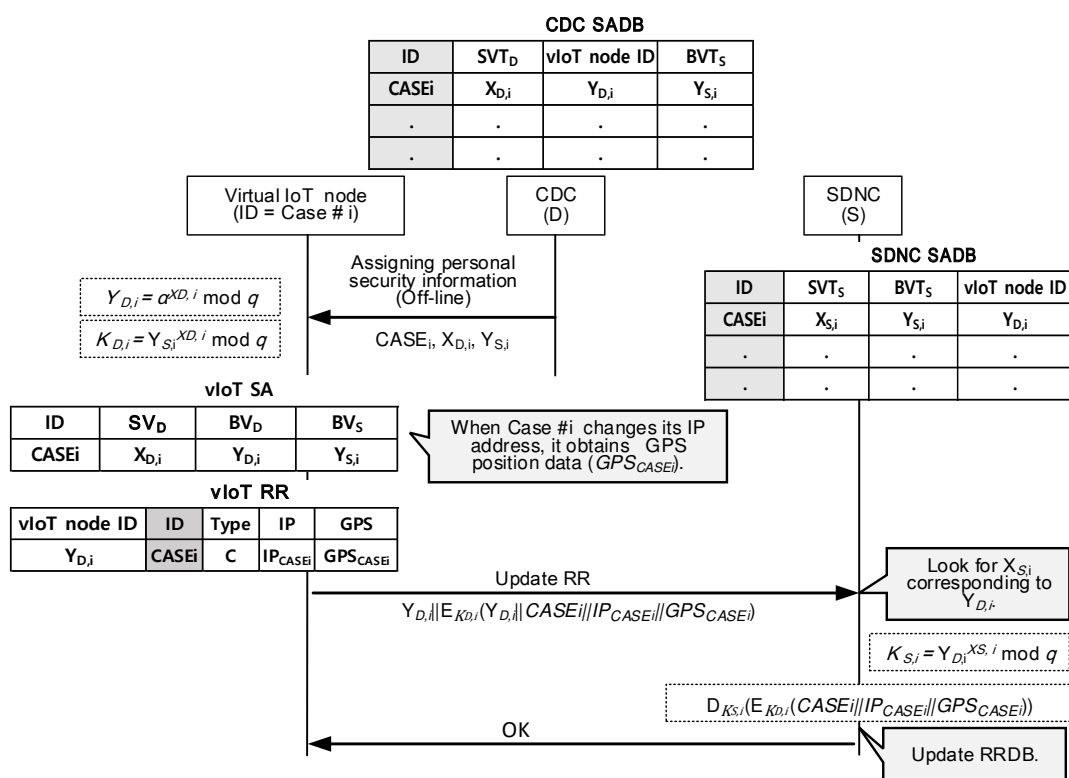 CDC SADB
ID SVT_D vIoT node ID BVT_S
CASEi X_D,i Y_D,i Y_S,i
. . . .
. . . .
Virtual IoT node
(ID = Case # i)
CDC
(D)
SDNC
(S)
Assigning personal
security information
(Off-line)
CASE_i, X_D,i, Y_S,i
Y_D,i = α^XD, i mod q
K_D,i = Y_S,i^XD, i mod q
SDNC SADB
ID SVT_S BVT_S vIoT node ID
CASEi X_S,i Y_S,i Y_D,i
. . . .
. . . .
vIoT SA
ID SV_D BV_D BV_S
CASEi X_D,i Y_D,i Y_S,i
When Case #i changes its IP
address, it obtains GPS
position data (GPS_CASEi).
vIoT RR
vIoT node ID ID Type IP GPS
Y_D,i CASEi C IP_CASEi GPS_CASEi
Update RR
Y_D,i||E_KD,i(Y_D,i||CASEi||IP_CASEi||GPS_CASEi)
Look for X_S,i
corresponding to
Y_D,i.
K_S,i = Y_D,i^XS, i mod q
D_KS,i(E_KD,i(CASEi||IP_CASEi||GPS_CASEi))
OK
Update RRDB.